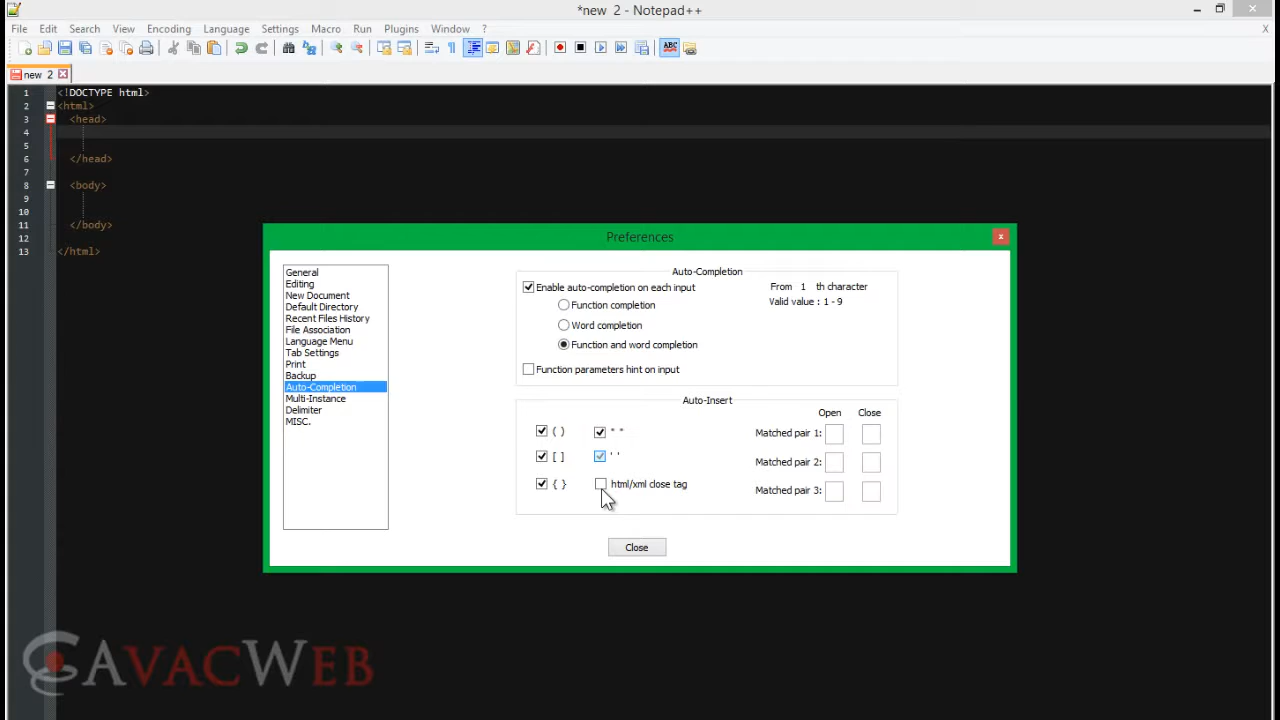 *new 2 - Notepad++
File Edit Search View Encoding Language Settings Macro Run Plugins Window ?
X
ABC
new 2
1 <!DOCTYPE html>
2 <html>
3 <head>
4
5
6 </head>
7
8 <body>
9
10
11 </body>
12
13 </html>
Preferences
General
Editing
New Document
Default Directory
Recent Files History
File Association
Language Menu
Tab Settings
Print
Backup
Auto-Completion
Multi-Instance
Delimiter
MISC.
Auto-Completion
Enable auto-completion on each input
From 1 th character
Valid value : 1 - 9
Function completion
Word completion
Function and word completion
Function parameters hint on input
Auto-Insert
Open Close
( ) " " Matched pair 1:
[ ] ' ' Matched pair 2:
{ } html/xml close tag Matched pair 3:
Close
AVACWEB